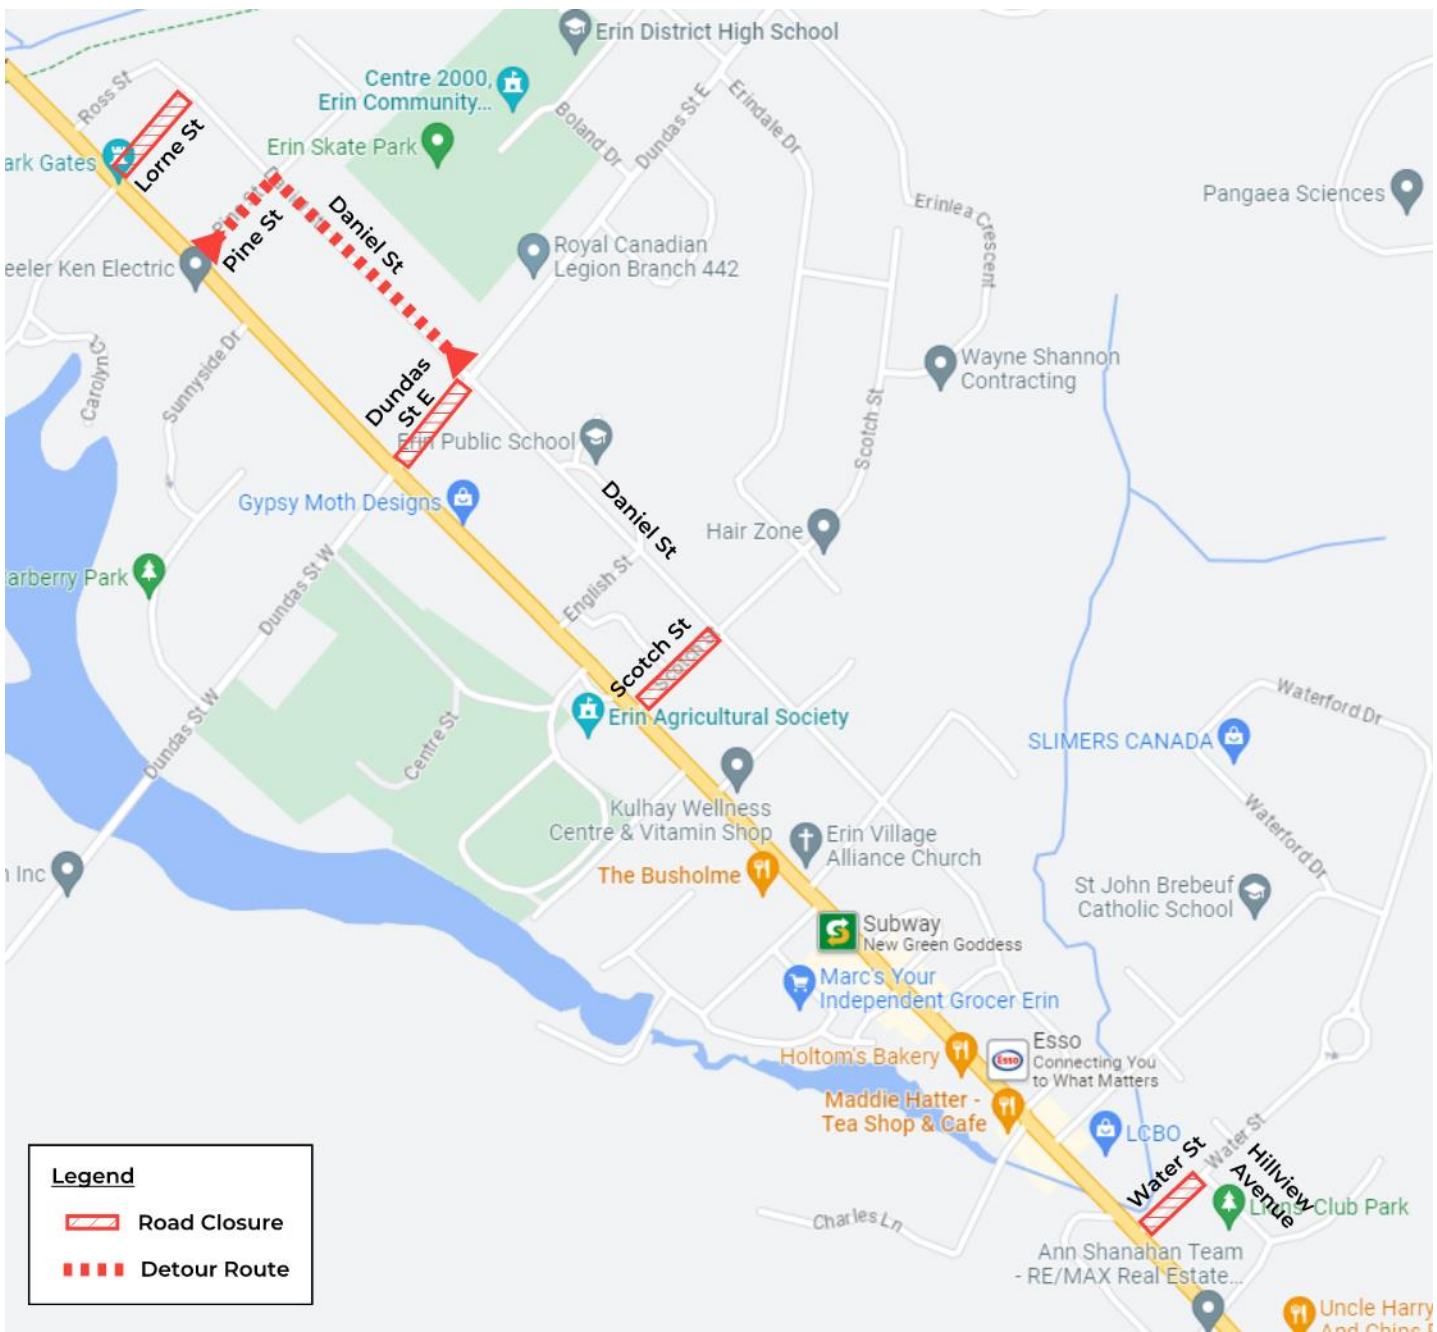 Erin District High School
Centre 2000,
Erin Community...
Ross St
Erindale Dr
Boland Dr
Dundas St E
Erin Skate Park
ark Gates
Lorne St
Pangaea Sciences
Erinlea Crescent
Pine St
Pine St
Daniel St
Royal Canadian
Legion Branch 442
eeler Ken Electric
Carolyn C
Sunnyside Dr
Wayne Shannon
Contracting
Dundas
St E
Scotch St
Erin Public School
Gypsy Moth Designs
Daniel St
Hair Zone
arberry Park
Dundas St W
English St
Scotch St
Scotch S
Erin Agricultural Society
Dundas St W
Centre St
Waterford Dr
SLIMERS CANADA
Kulhay Wellness
Centre & Vitamin Shop
Erin Village
Alliance Church
Waterford Dr
n Inc
The Busholme
St John Brebeuf
Catholic School
Subway
New Green Goddess
Marc's Your
Independent Grocer Erin
Holtom's Bakery
Esso
Esso
Connecting You
to What Matters
Maddie Hatter -
Tea Shop & Cafe
LCBO
Water St
Water St
Hillview
Avenue
Lions Club Park
Charles Ln
Ann Shanahan Team
- RE/MAX Real Estate...
Uncle Harry
And Chips
Legend
Road Closure
Detour Route